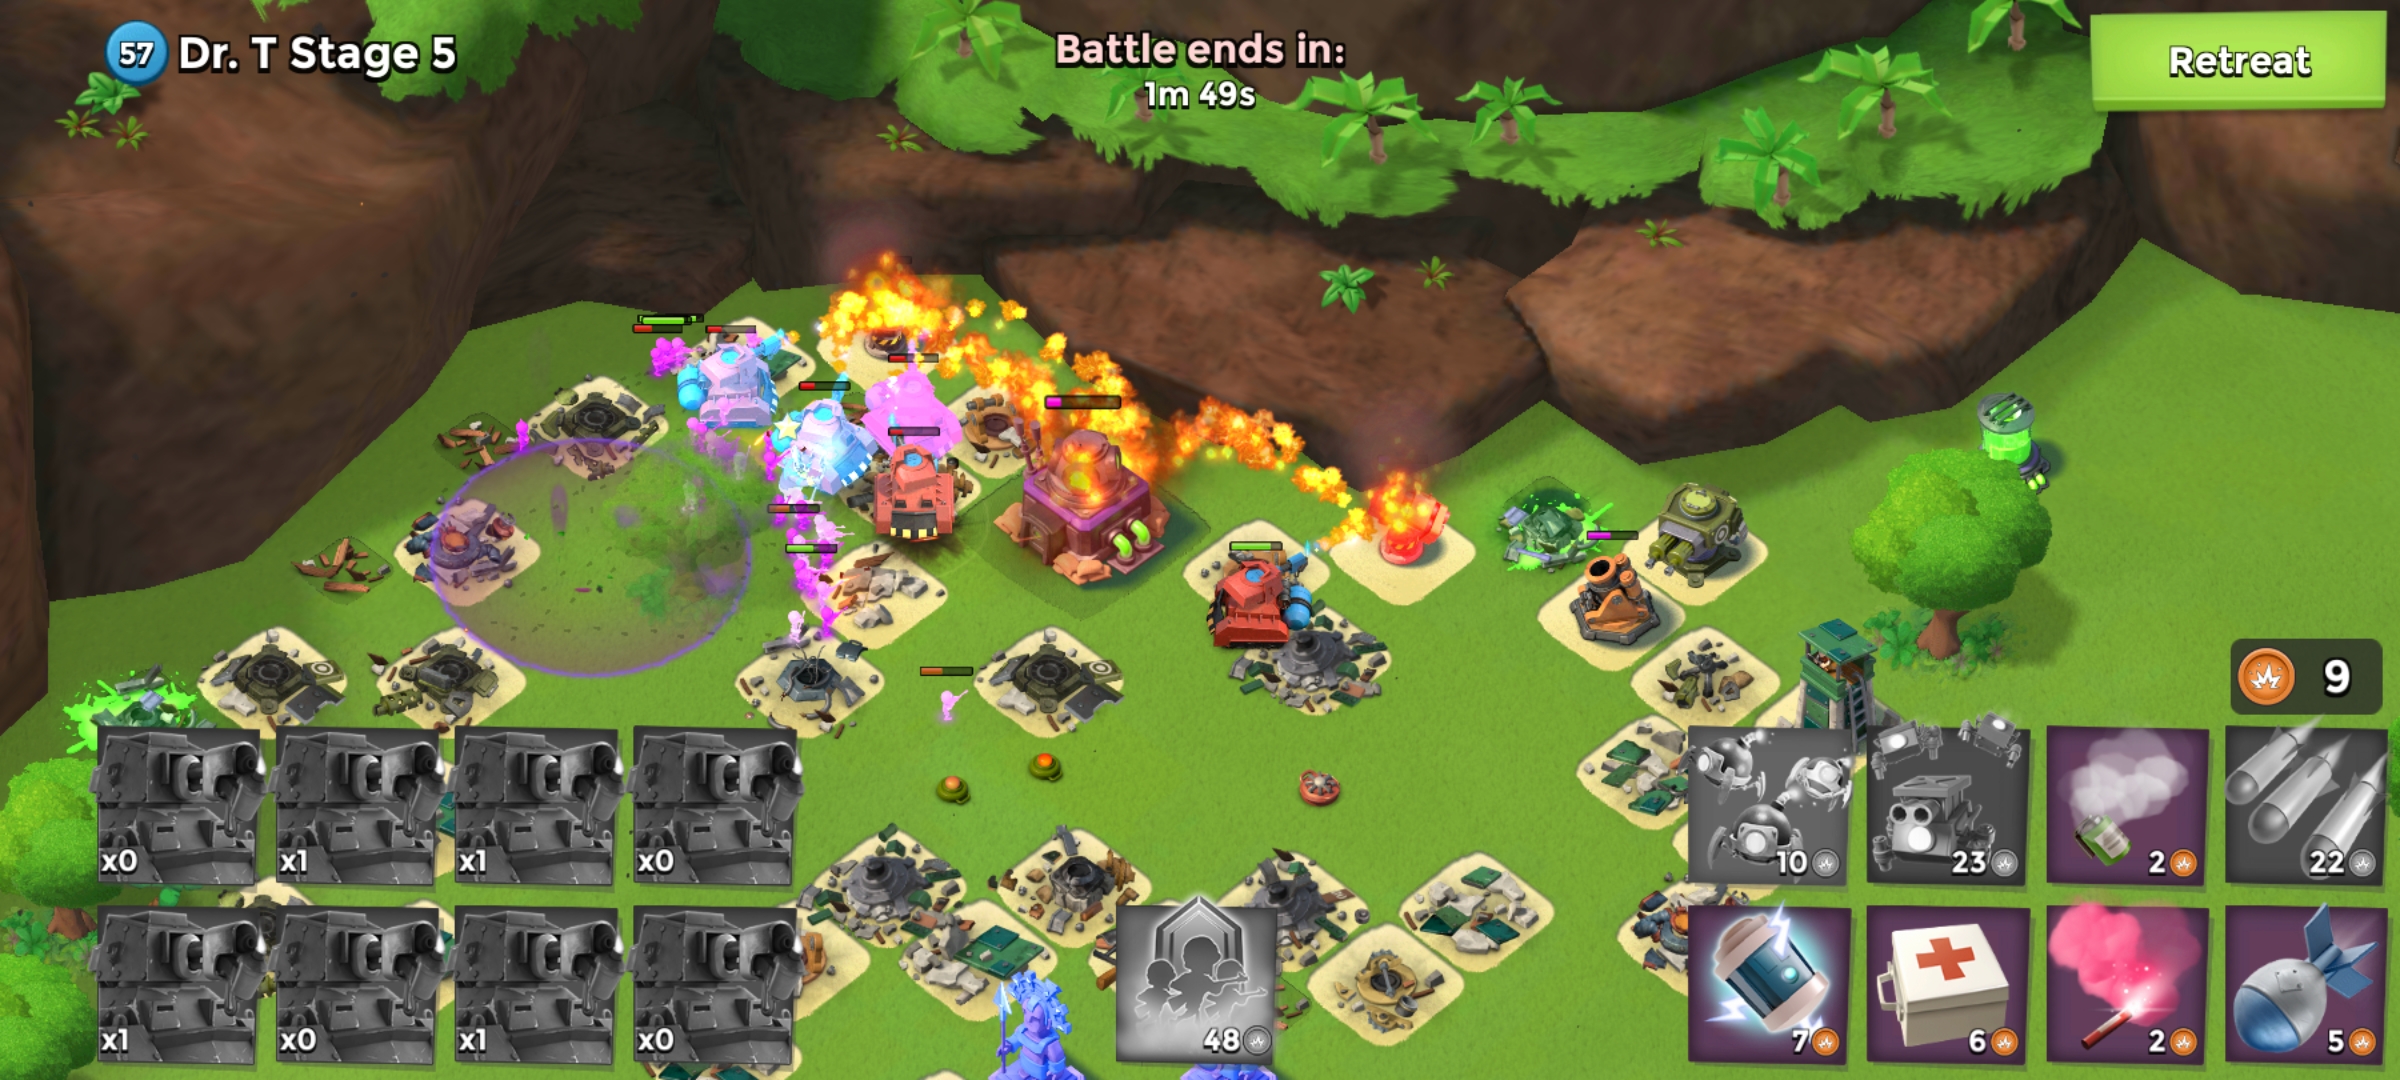 57 Dr. T Stage 5
Battle ends in:
1m 49s
Retreat
9
x0 x1 x1 x0
10 23 2 22
x1 x0 x1 x0
48
7 6 2 5